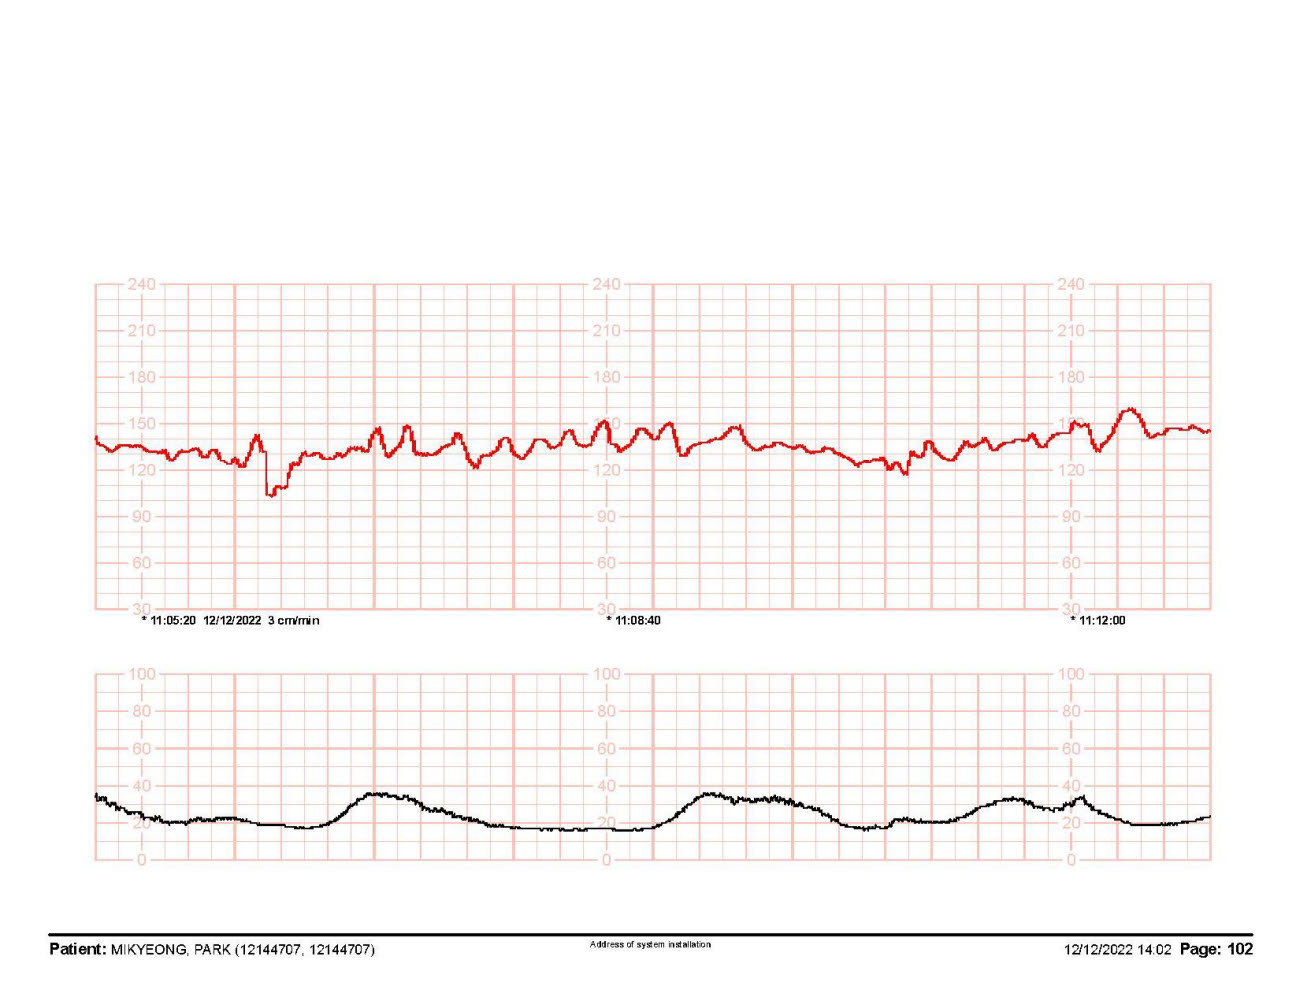 240 240 240
210 210 210
180 180 180
150 150 150
120 120 120
90 90 90
60 60 60
30 30 30
* 11:05:20 12/12/2022 3 cm/min * 11:08:40 * 11:12:00
100 100 100
80 80 80
60 60 60
40 40 40
20 20 20
0 0 0
Patient: MIKYEONG, PARK (12144707, 12144707) Address of system installation 12/12/2022 14:02 Page: 102